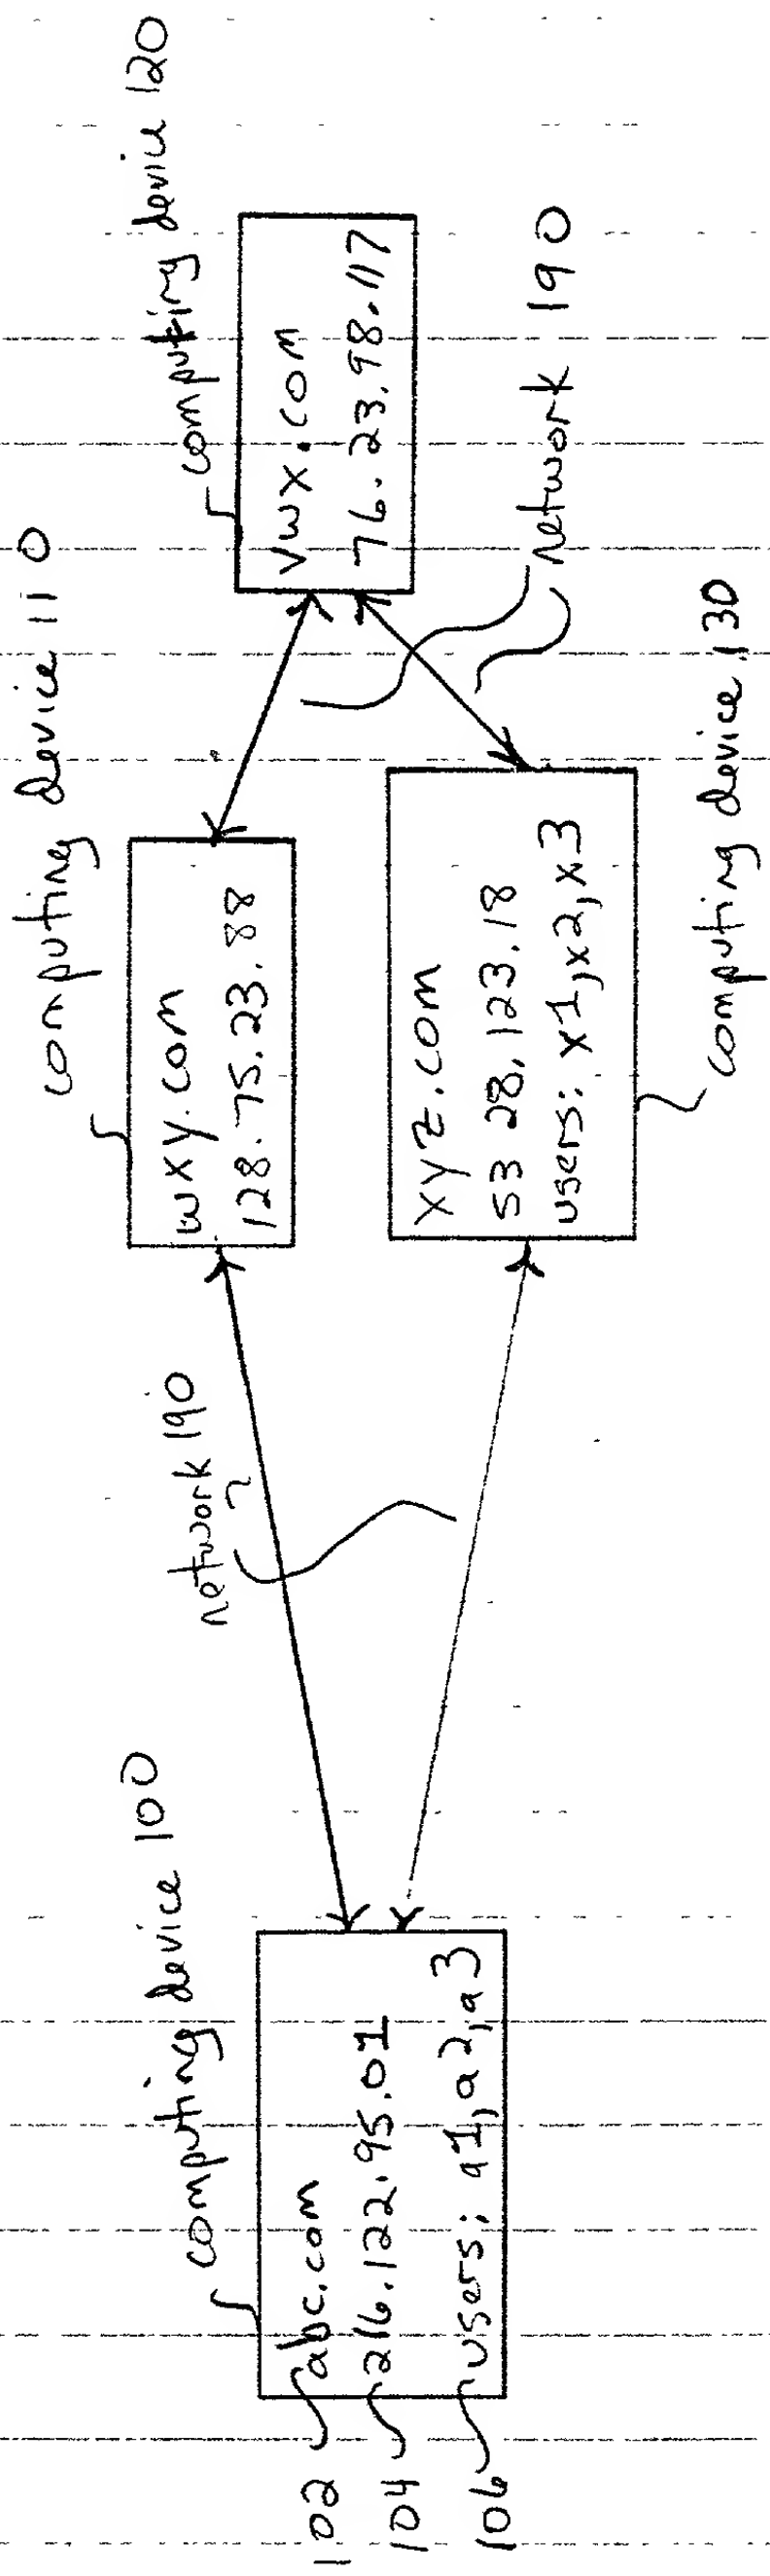 computing device 100
102
abc.com
104
216.122.95.01
106
users: a1, a2, a3
network 190
computing device 110
wxy.com
128.75.23.88
xyz.com
53 28.123.18
users: x1, x2, x3
computing device 130
computing device 120
vwx.com
76.23.98.117
network 190